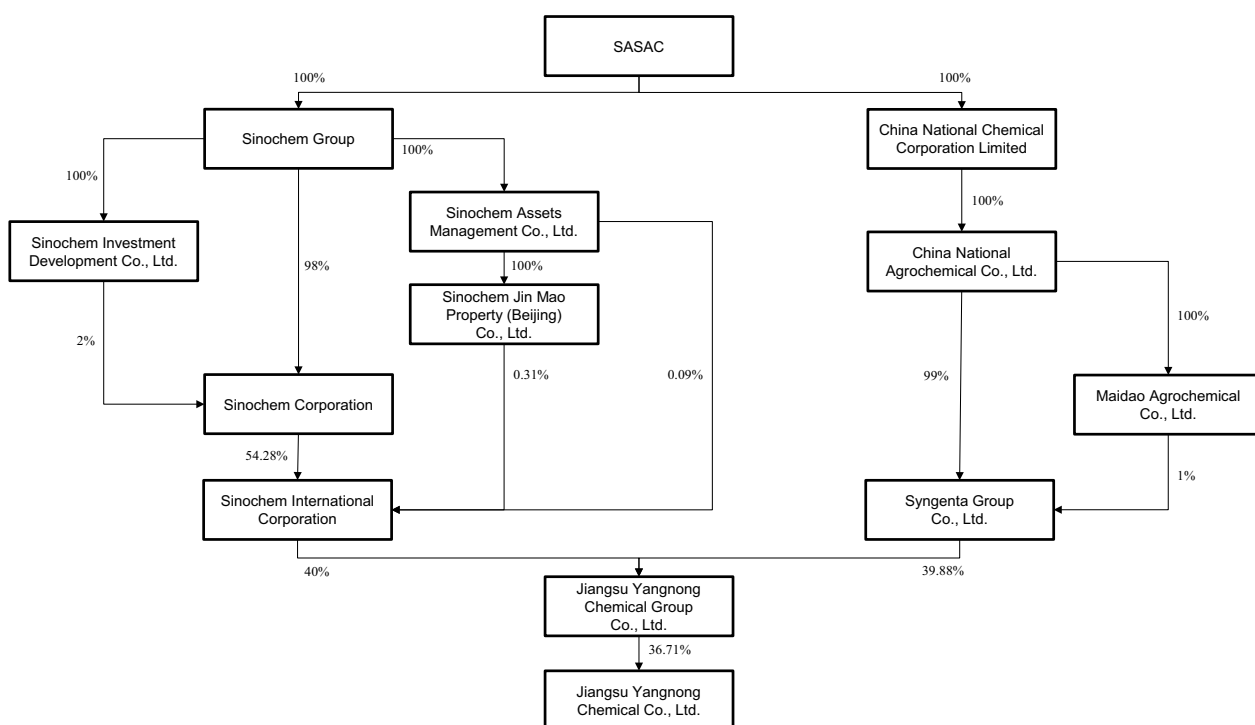 SASAC
100%
100%
Sinochem Group
China National Chemical
Corporation Limited
100%
100%
100%
Sinochem Assets
Management Co., Ltd.
Sinochem Investment
Development Co., Ltd.
China National
Agrochemical Co., Ltd.
98%
100%
Sinochem Jin Mao
Property (Beijing)
Co., Ltd.
100%
2%
0.31%
0.09%
99%
Sinochem Corporation
Maidao Agrochemical
Co., Ltd.
54.28%
1%
Sinochem International
Corporation
Syngenta Group
Co., Ltd.
40%
39.88%
Jiangsu Yangnong
Chemical Group
Co., Ltd.
36.71%
Jiangsu Yangnong
Chemical Co., Ltd.